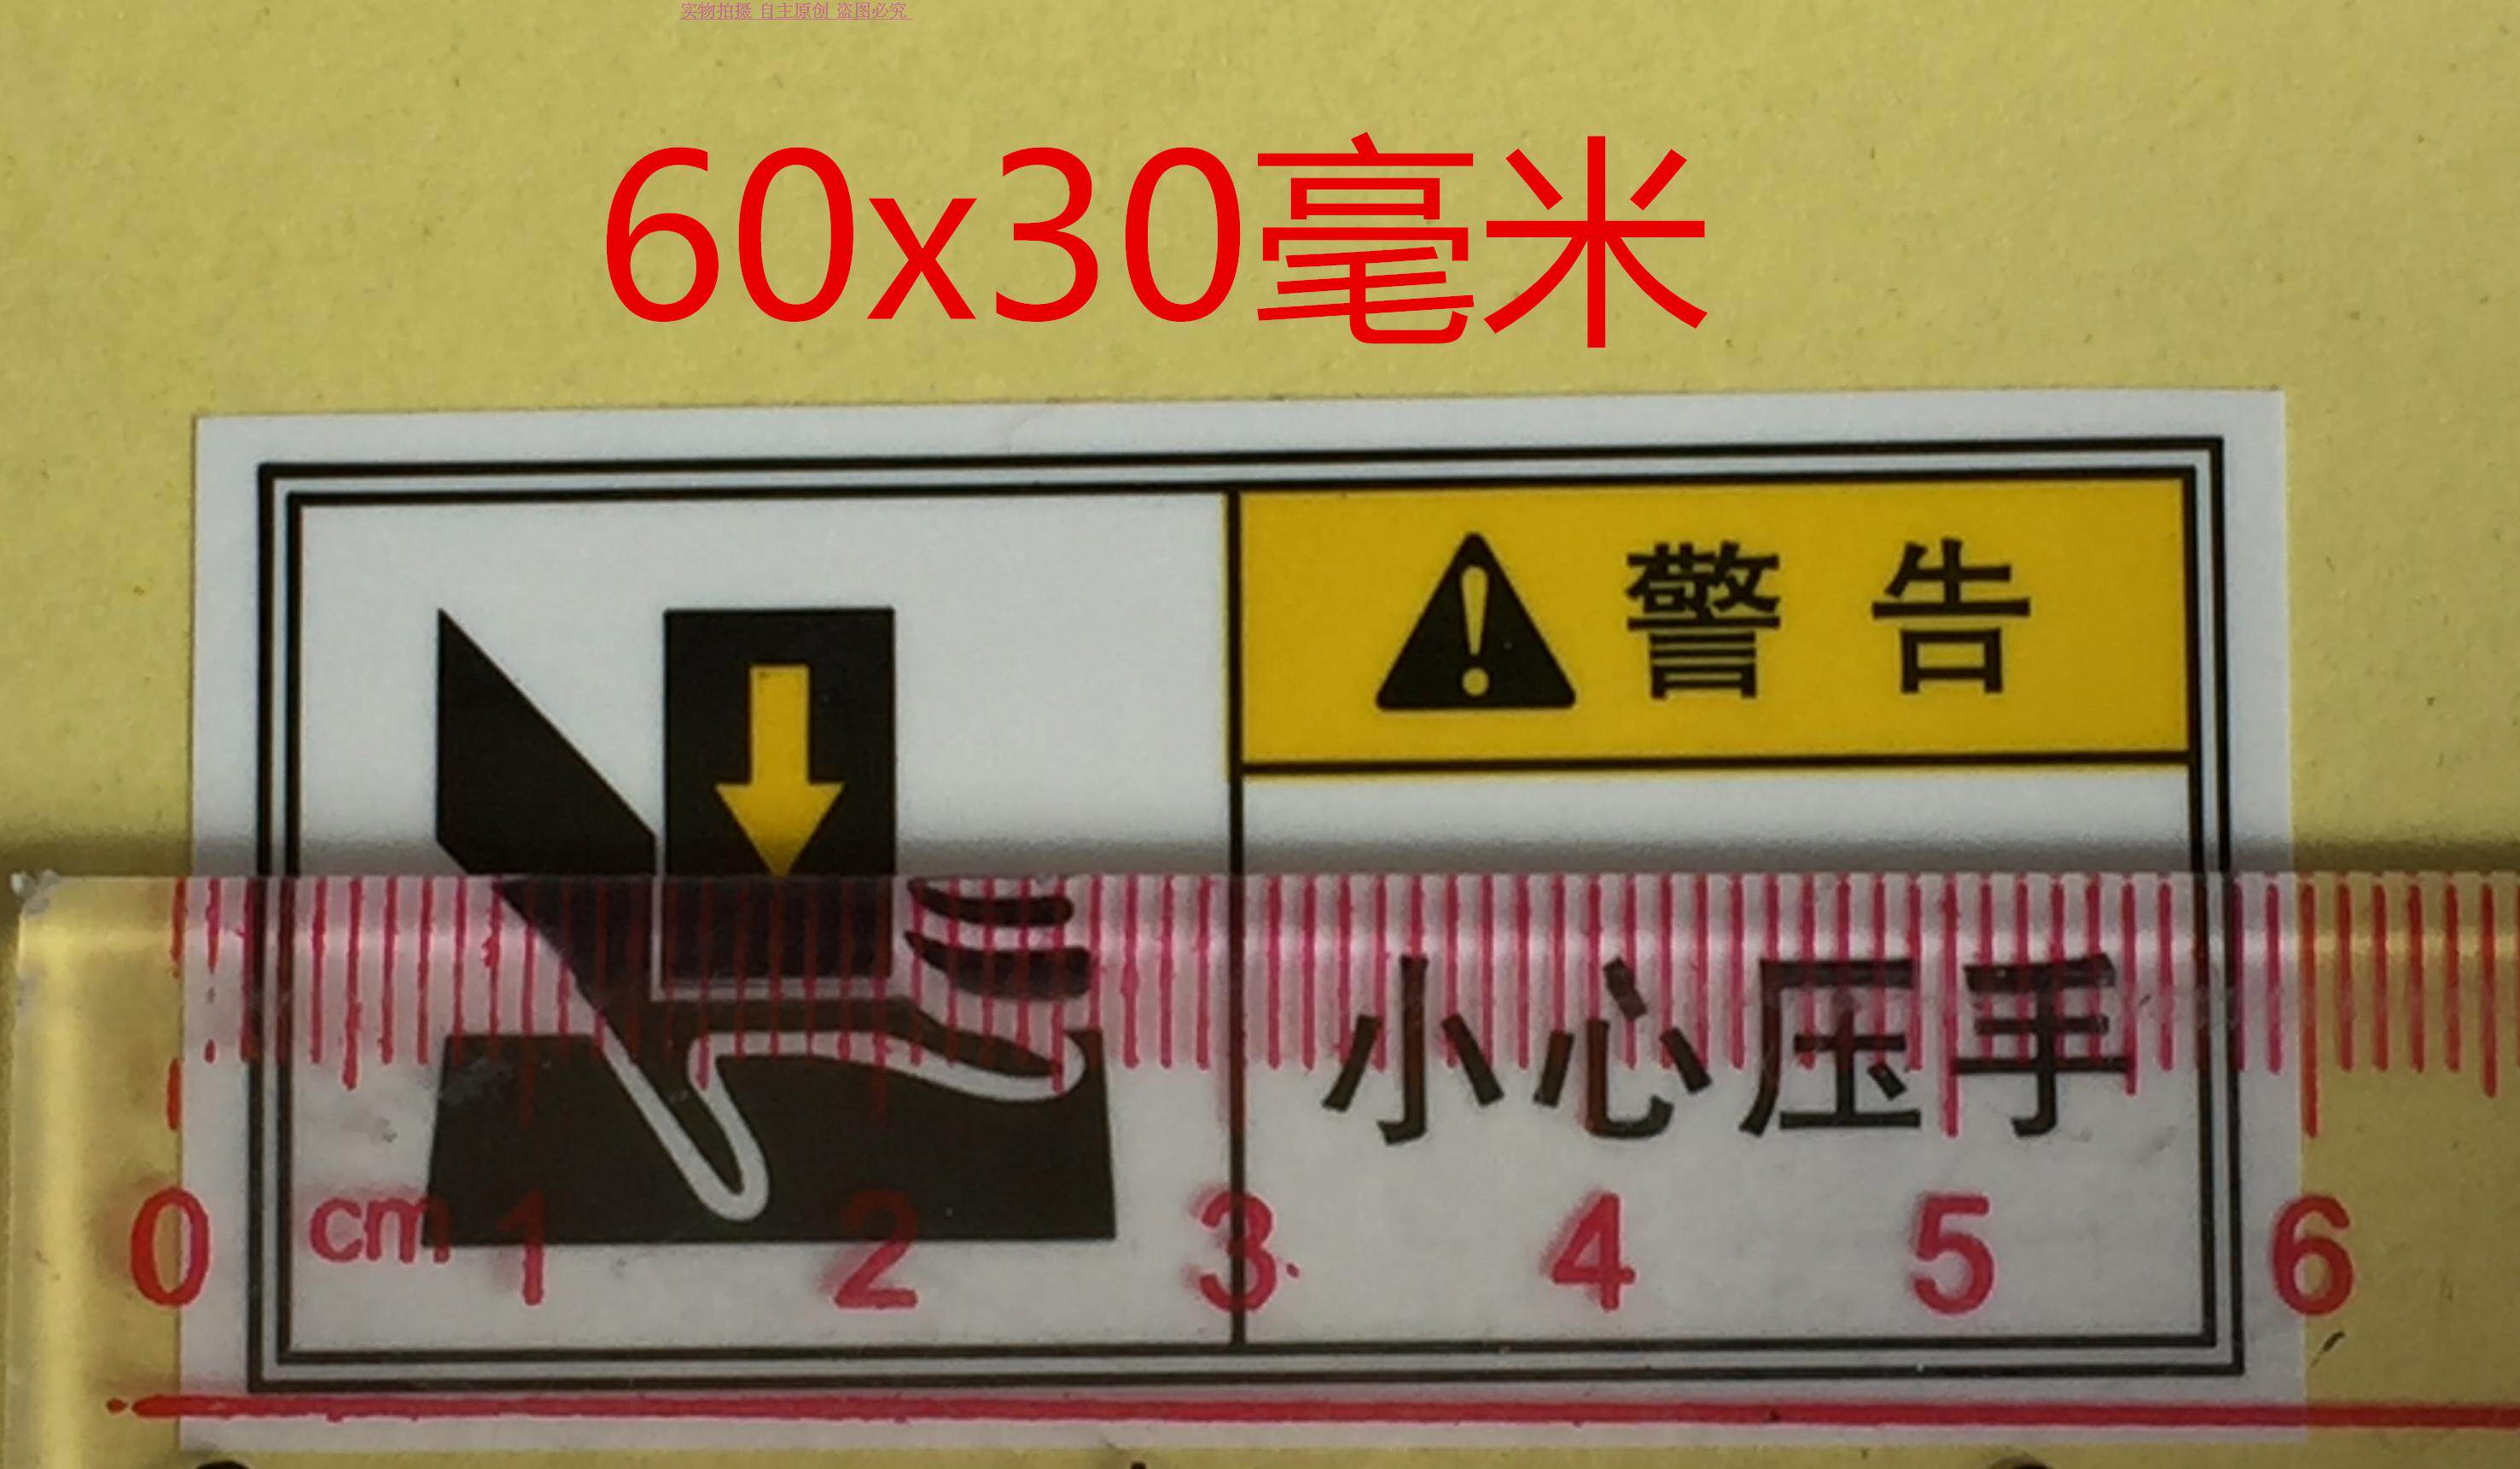 实物拍摄 自主原创 盗图必究
60x30毫米
警告
小心压手
0 cm 1 2 3 4 5 6